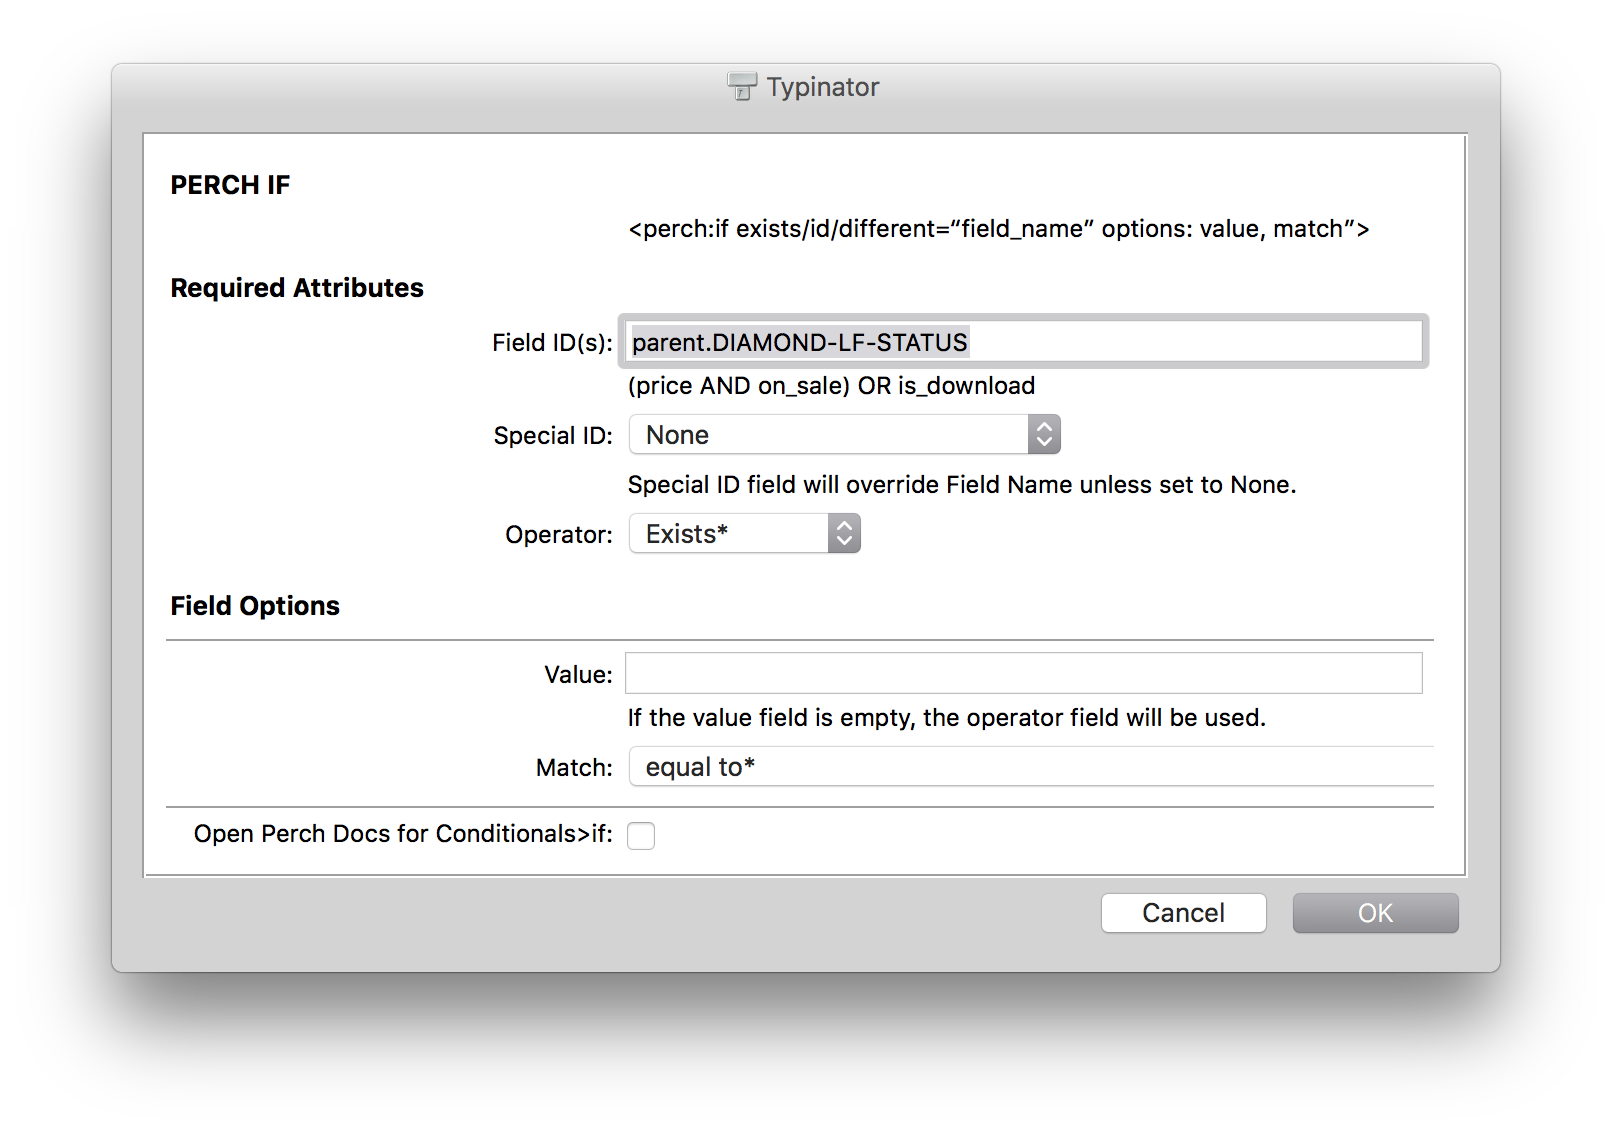 Typinator
PERCH IF
<perch:if exists/id/different=“field_name” options: value, match”>
Required Attributes
Field ID(s): parent.DIAMOND-LF-STATUS
(price AND on_sale) OR is_download
Special ID: None
Special ID field will override Field Name unless set to None.
Operator: Exists*
Field Options
Value:
If the value field is empty, the operator field will be used.
Match: equal to*
Open Perch Docs for Conditionals>if:
Cancel OK